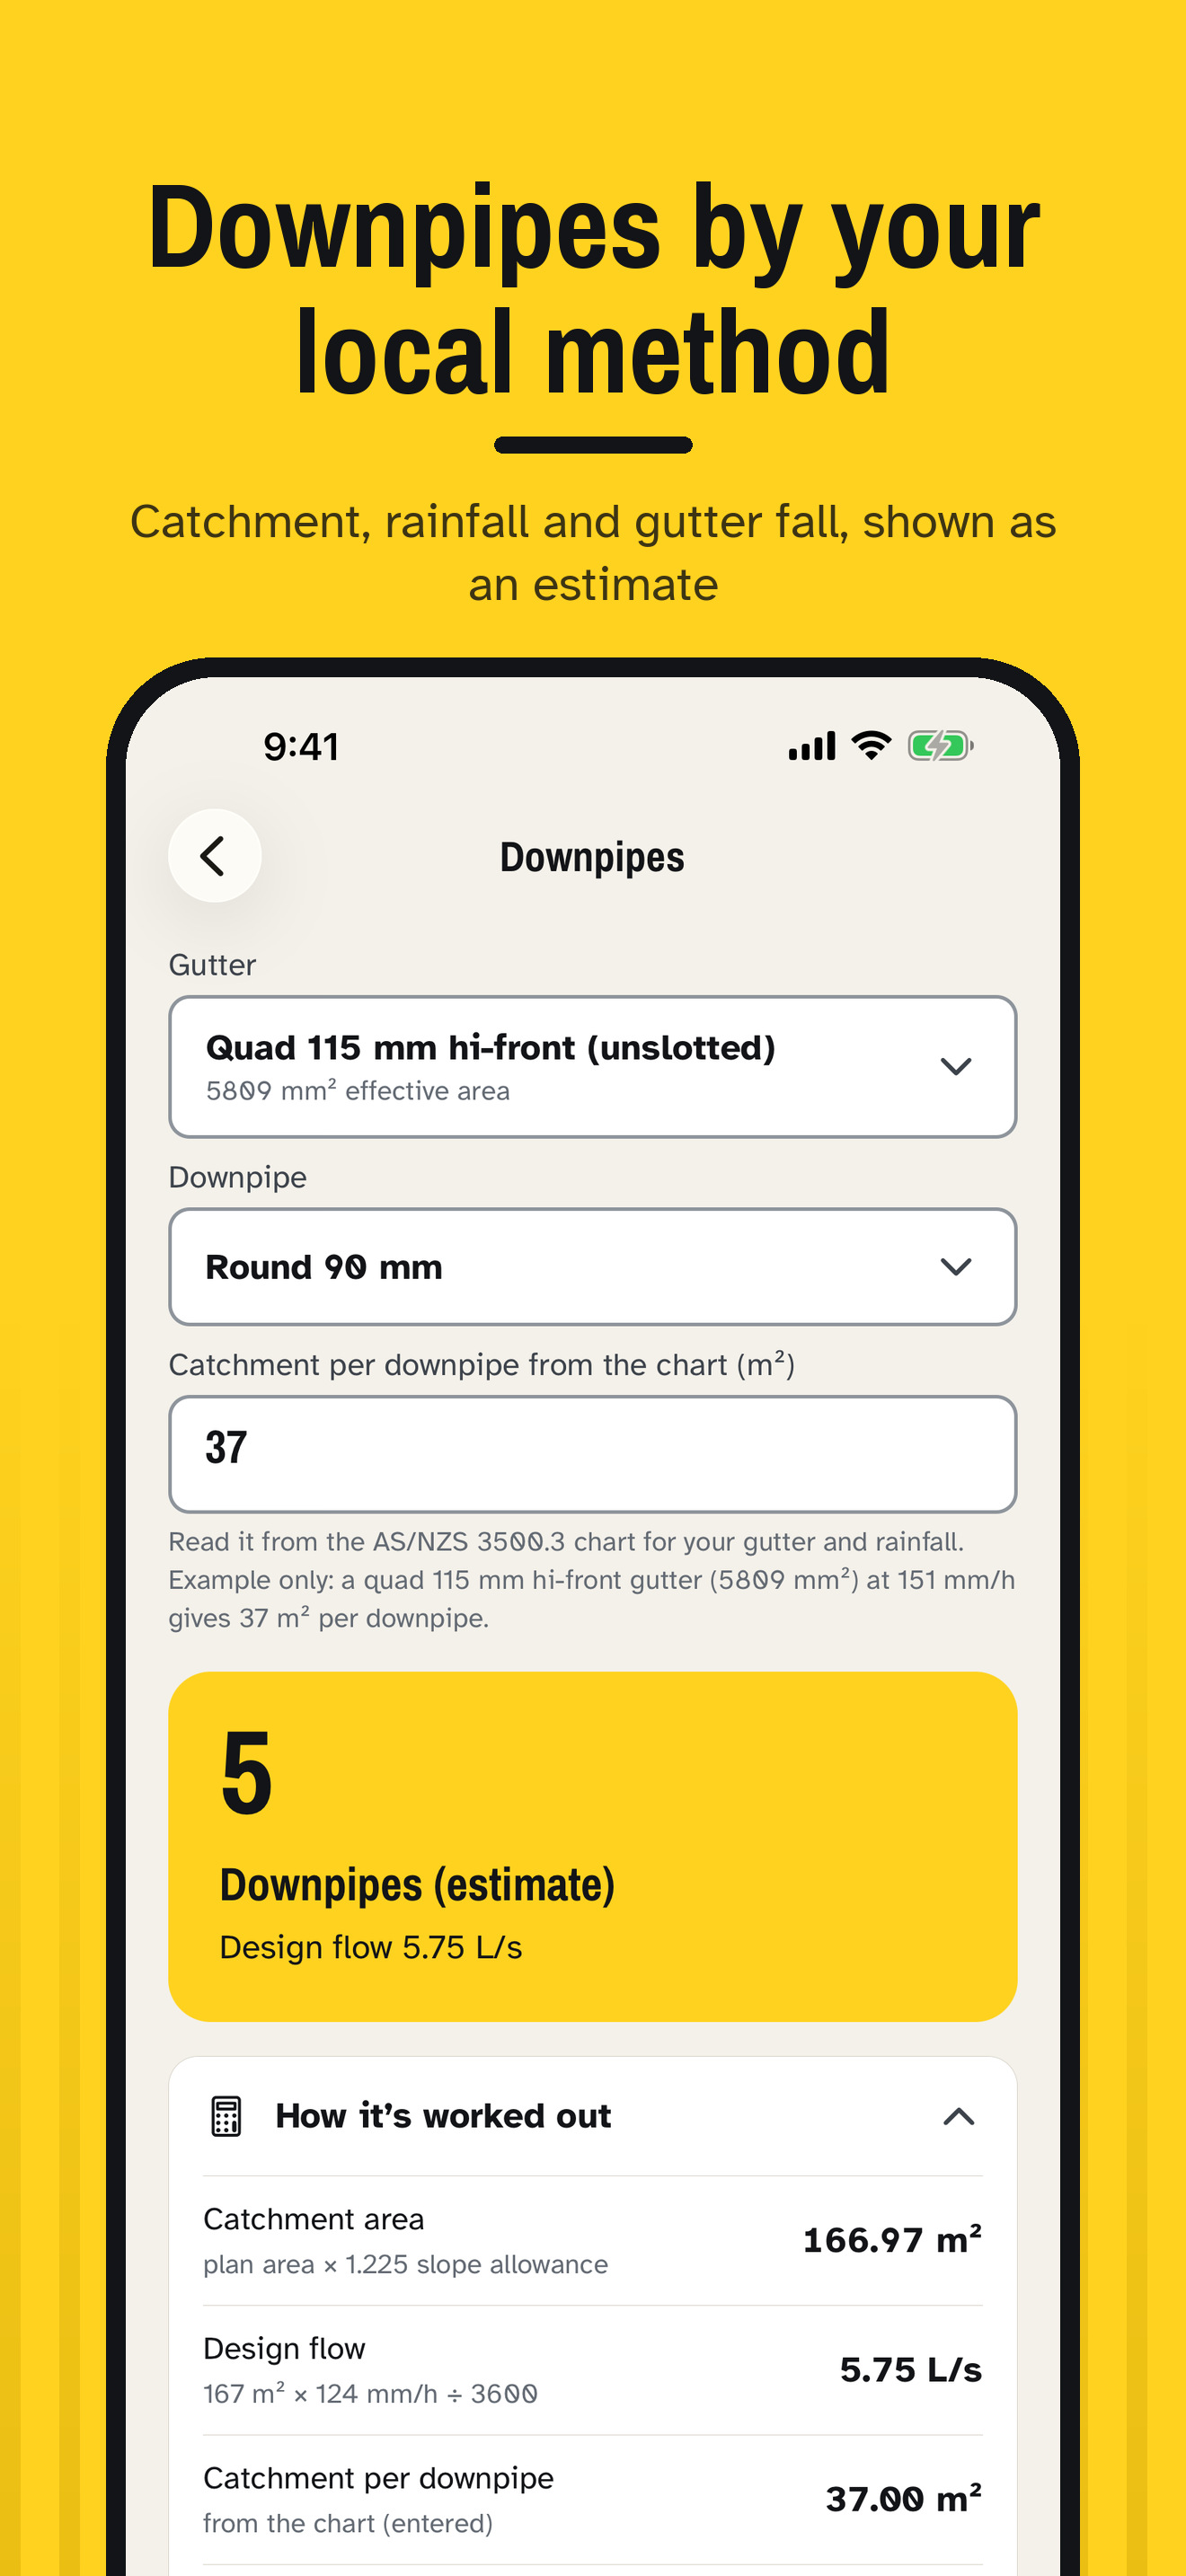 Downpipes by your
local method
Catchment, rainfall and gutter fall, shown as
an estimate
9:41
Downpipes
Gutter
Quad 115 mm hi-front (unslotted)
5809 mm² effective area
Downpipe
Round 90 mm
Catchment per downpipe from the chart (m²)
37
Read it from the AS/NZS 3500.3 chart for your gutter and rainfall.
Example only: a quad 115 mm hi-front gutter (5809 mm²) at 151 mm/h
gives 37 m² per downpipe.
5
Downpipes (estimate)
Design flow 5.75 L/s
How it’s worked out
Catchment area
166.97 m²
plan area × 1.225 slope allowance
Design flow
5.75 L/s
167 m² × 124 mm/h ÷ 3600
Catchment per downpipe
37.00 m²
from the chart (entered)